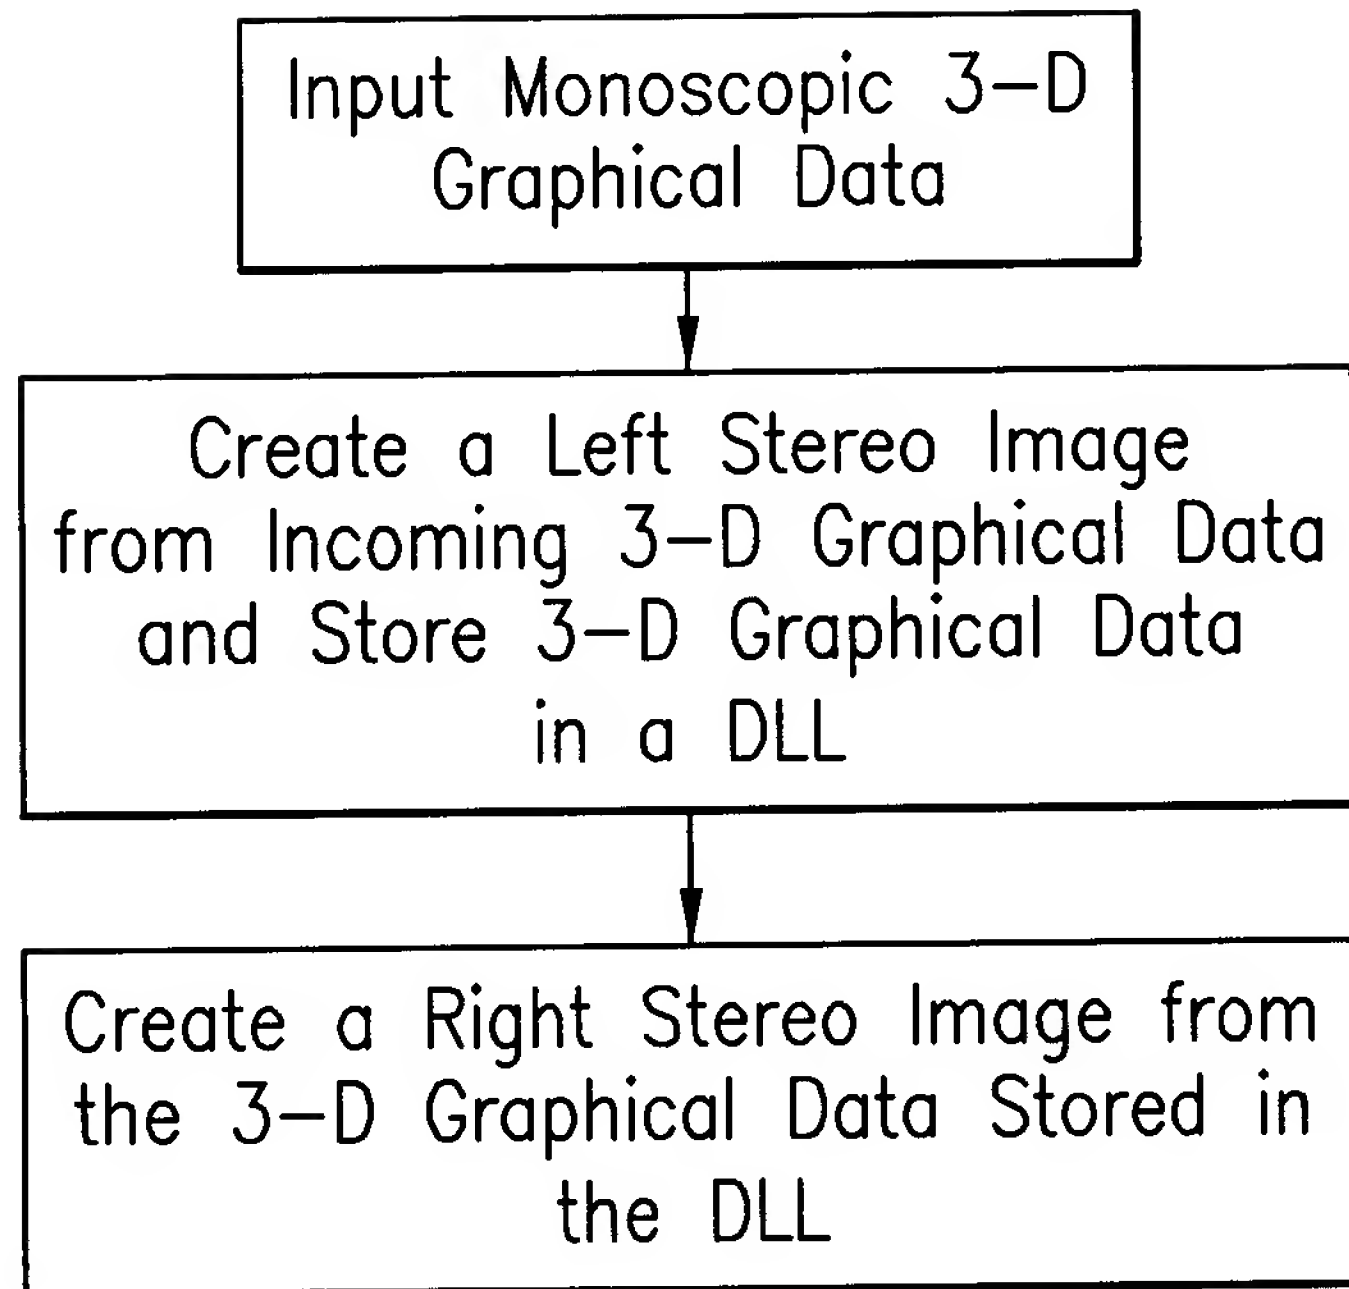 Input Monoscopic 3-D
Graphical Data
Create a Left Stereo Image
from Incoming 3-D Graphical Data
and Store 3-D Graphical Data
in a DLL
Create a Right Stereo Image from
the 3-D Graphical Data Stored in
the DLL